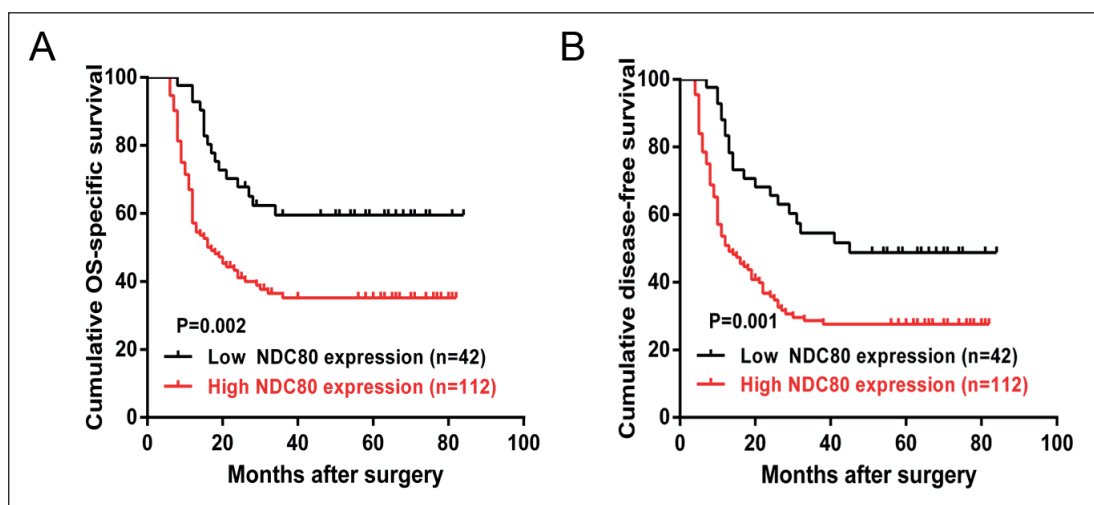 A
Cumulative OS-specific survival
100
80
60
40
20
0
P=0.002
Low NDC80 expression (n=42)
High NDC80 expression (n=112)
0 20 40 60 80 100
Months after surgery
B
Cumulative disease-free survival
100
80
60
40
20
0
P=0.001
Low NDC80 expression (n=42)
High NDC80 expression (n=112)
0 20 40 60 80 100
Months after surgery